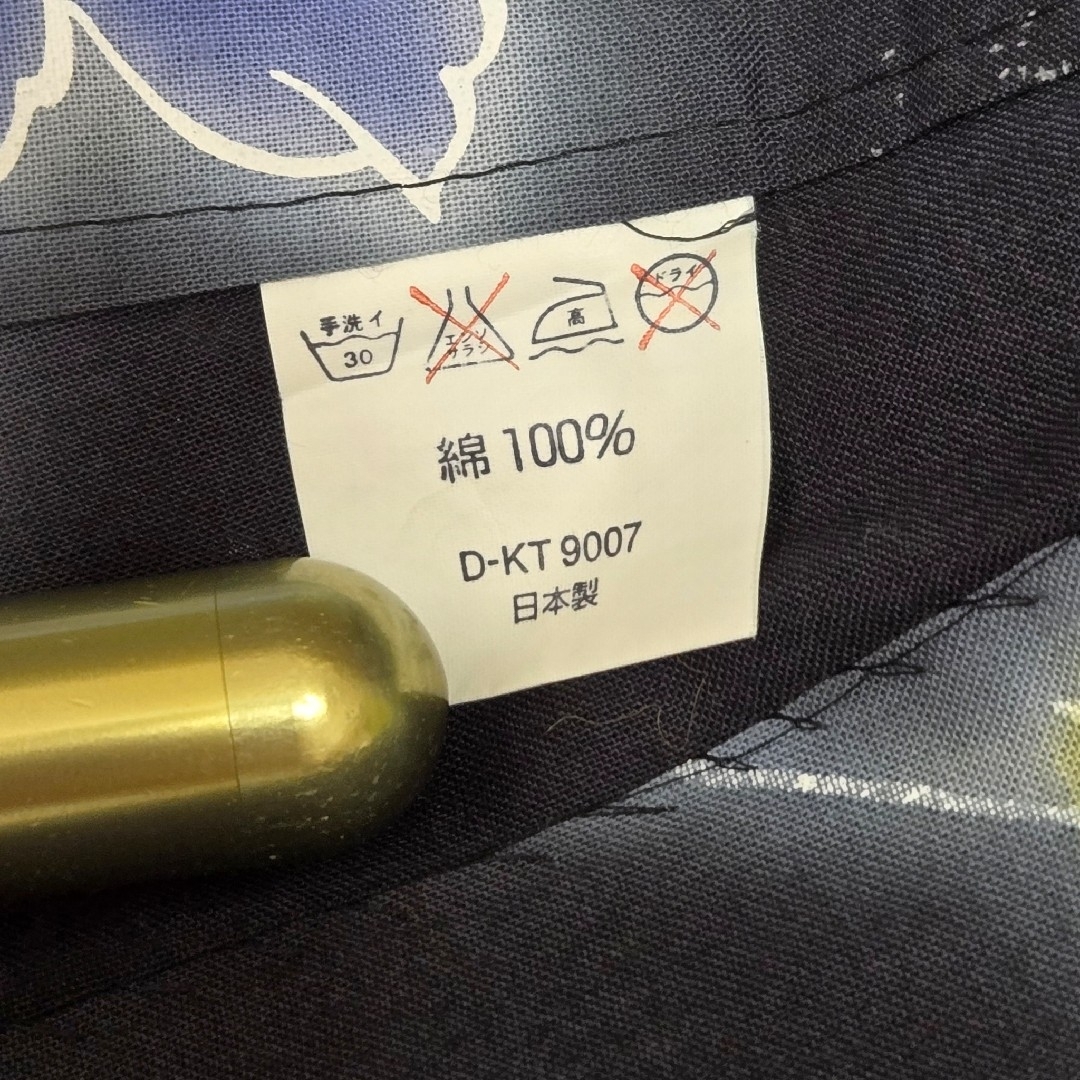 手洗イ
30
エンソ
サラシ
高
ドライ
綿 100%
D-KT 9007
日本製